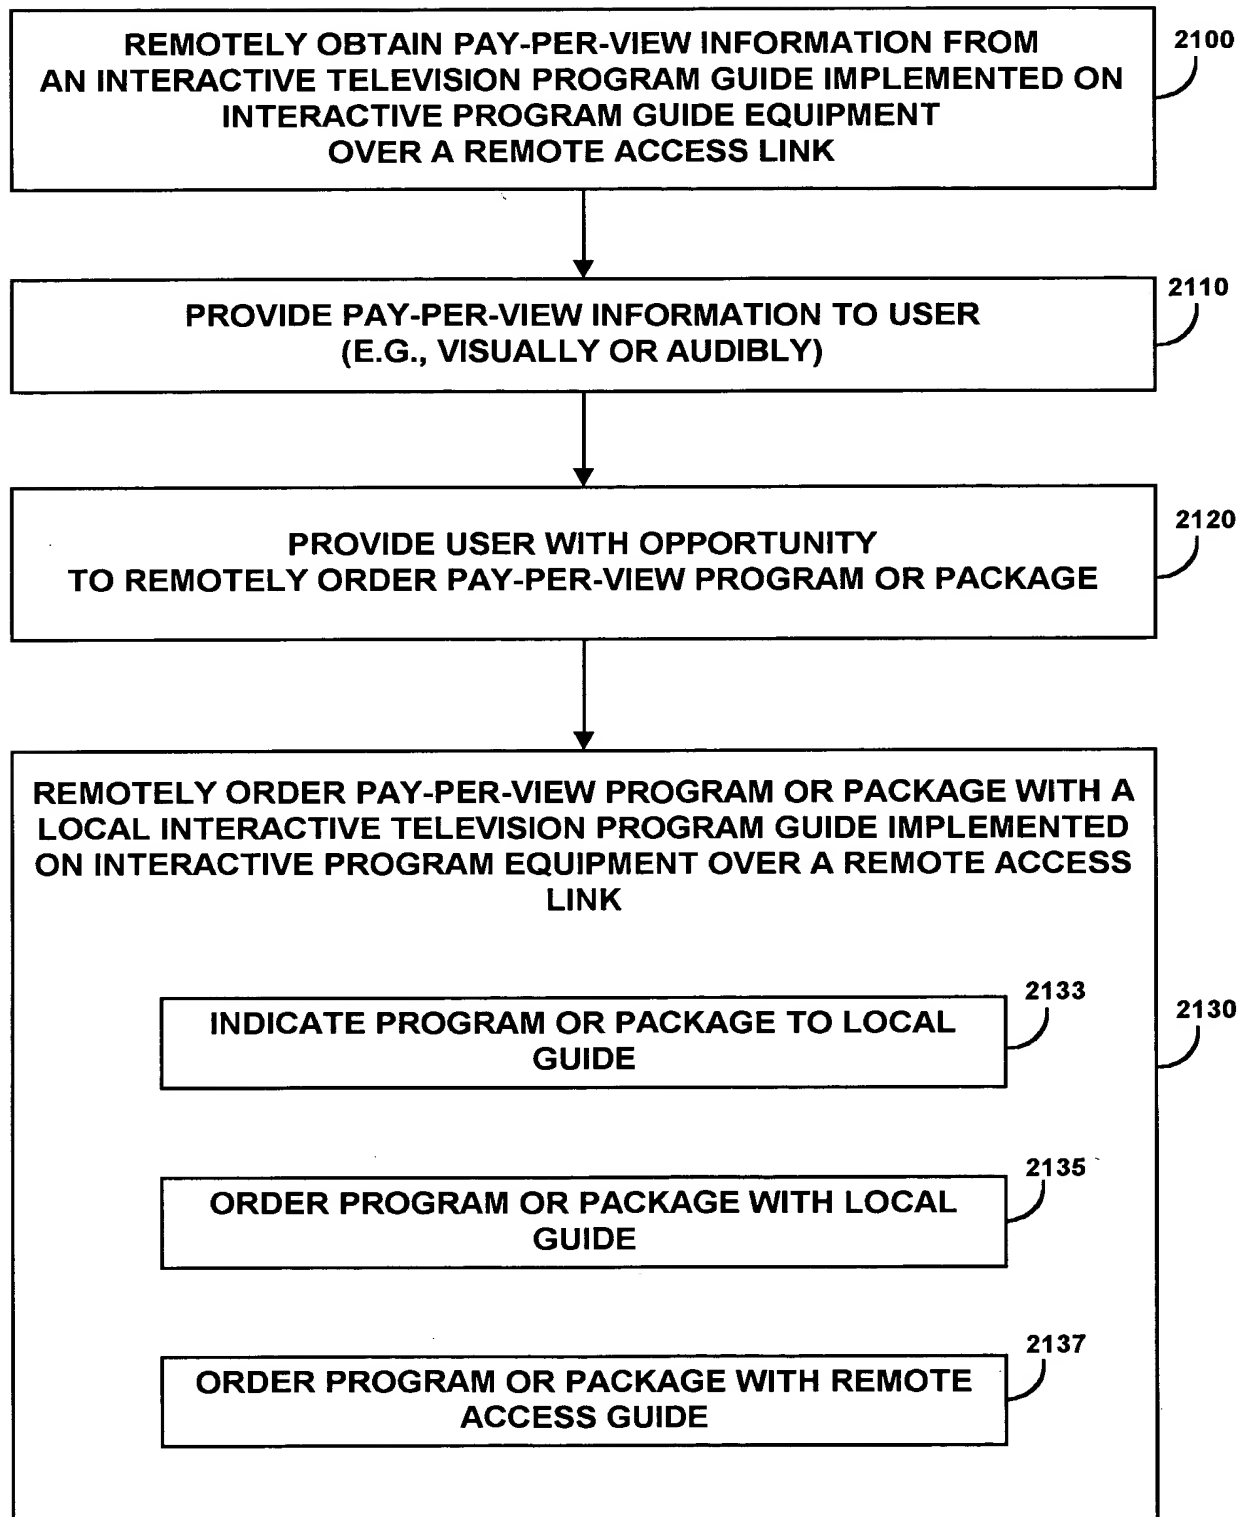 REMOTELY OBTAIN PAY-PER-VIEW INFORMATION FROM
AN INTERACTIVE TELEVISION PROGRAM GUIDE IMPLEMENTED ON
INTERACTIVE PROGRAM GUIDE EQUIPMENT
OVER A REMOTE ACCESS LINK
2100
PROVIDE PAY-PER-VIEW INFORMATION TO USER
(E.G., VISUALLY OR AUDIBLY)
2110
PROVIDE USER WITH OPPORTUNITY
TO REMOTELY ORDER PAY-PER-VIEW PROGRAM OR PACKAGE
2120
REMOTELY ORDER PAY-PER-VIEW PROGRAM OR PACKAGE WITH A
LOCAL INTERACTIVE TELEVISION PROGRAM GUIDE IMPLEMENTED
ON INTERACTIVE PROGRAM EQUIPMENT OVER A REMOTE ACCESS
LINK
2130
INDICATE PROGRAM OR PACKAGE TO LOCAL
GUIDE
2133
ORDER PROGRAM OR PACKAGE WITH LOCAL
GUIDE
2135
ORDER PROGRAM OR PACKAGE WITH REMOTE
ACCESS GUIDE
2137